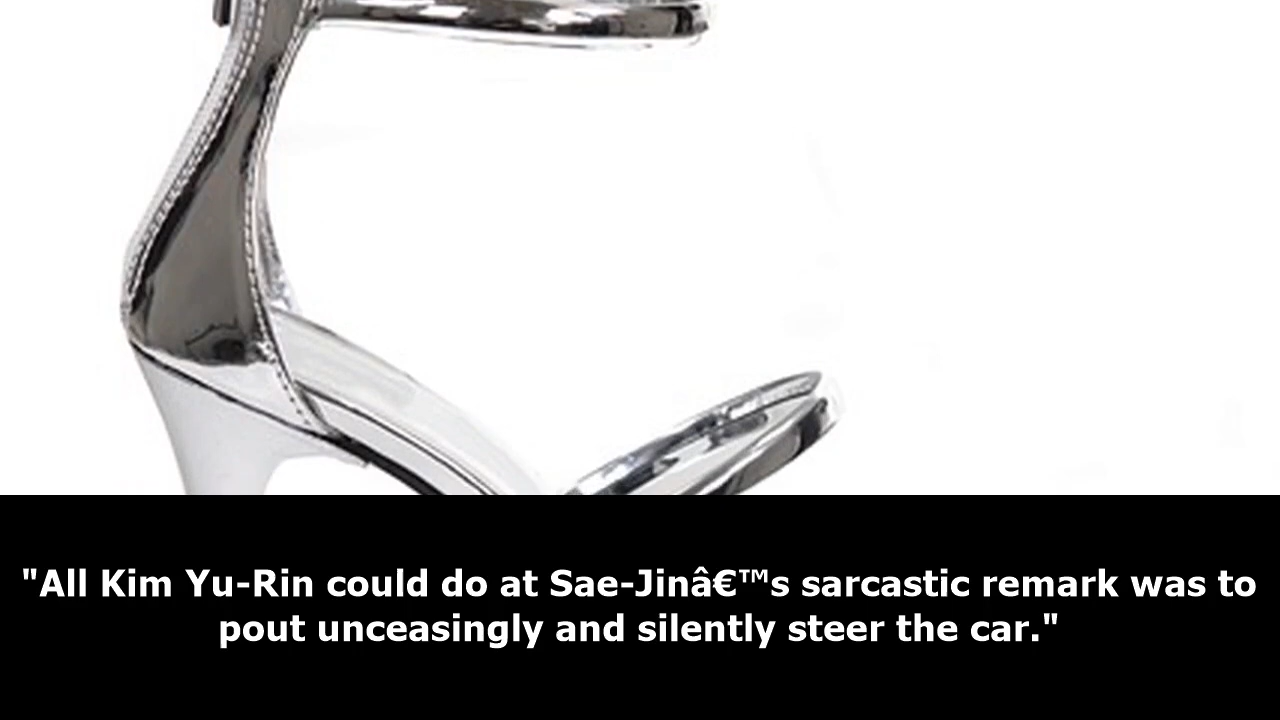 "All Kim Yu-Rin could do at Sae-Jinâ€™s sarcastic remark was to
pout unceasingly and silently steer the car."